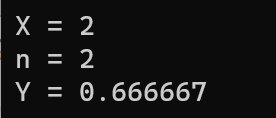 X = 2
n = 2
Y = 0.666667